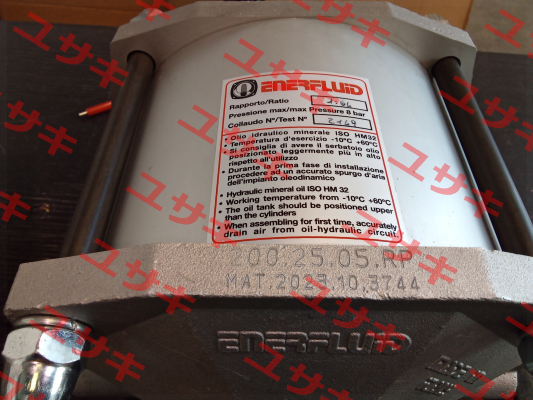 ENERFLUID
Rapporto/Ratio
Pressione max/max Pressure 8 bar
Collaudo N°/Test N° 2149
• Olio idraulico minerale ISO HM32
• Temperatura d'esercizio -10°C +60°C
• Si consiglia di avere il serbatoio olio
posizionato leggermente più in alto
rispetto all'utilizzo
• Durante la prima fase di installazione
procedere ad un accurato spurgo d'aria
dell'impianto oleodinamico
• Hydraulic mineral oil ISO HM 32
• Working temperature from -10°C +60°C
• The oil tank should be positioned upper
than the cylinders
• When assembling for first time, accurately
drain air from oil-hydraulic circuit.
200.25.05.RP
MAT.2023.10.3744
ENERFLUID
ユサキ